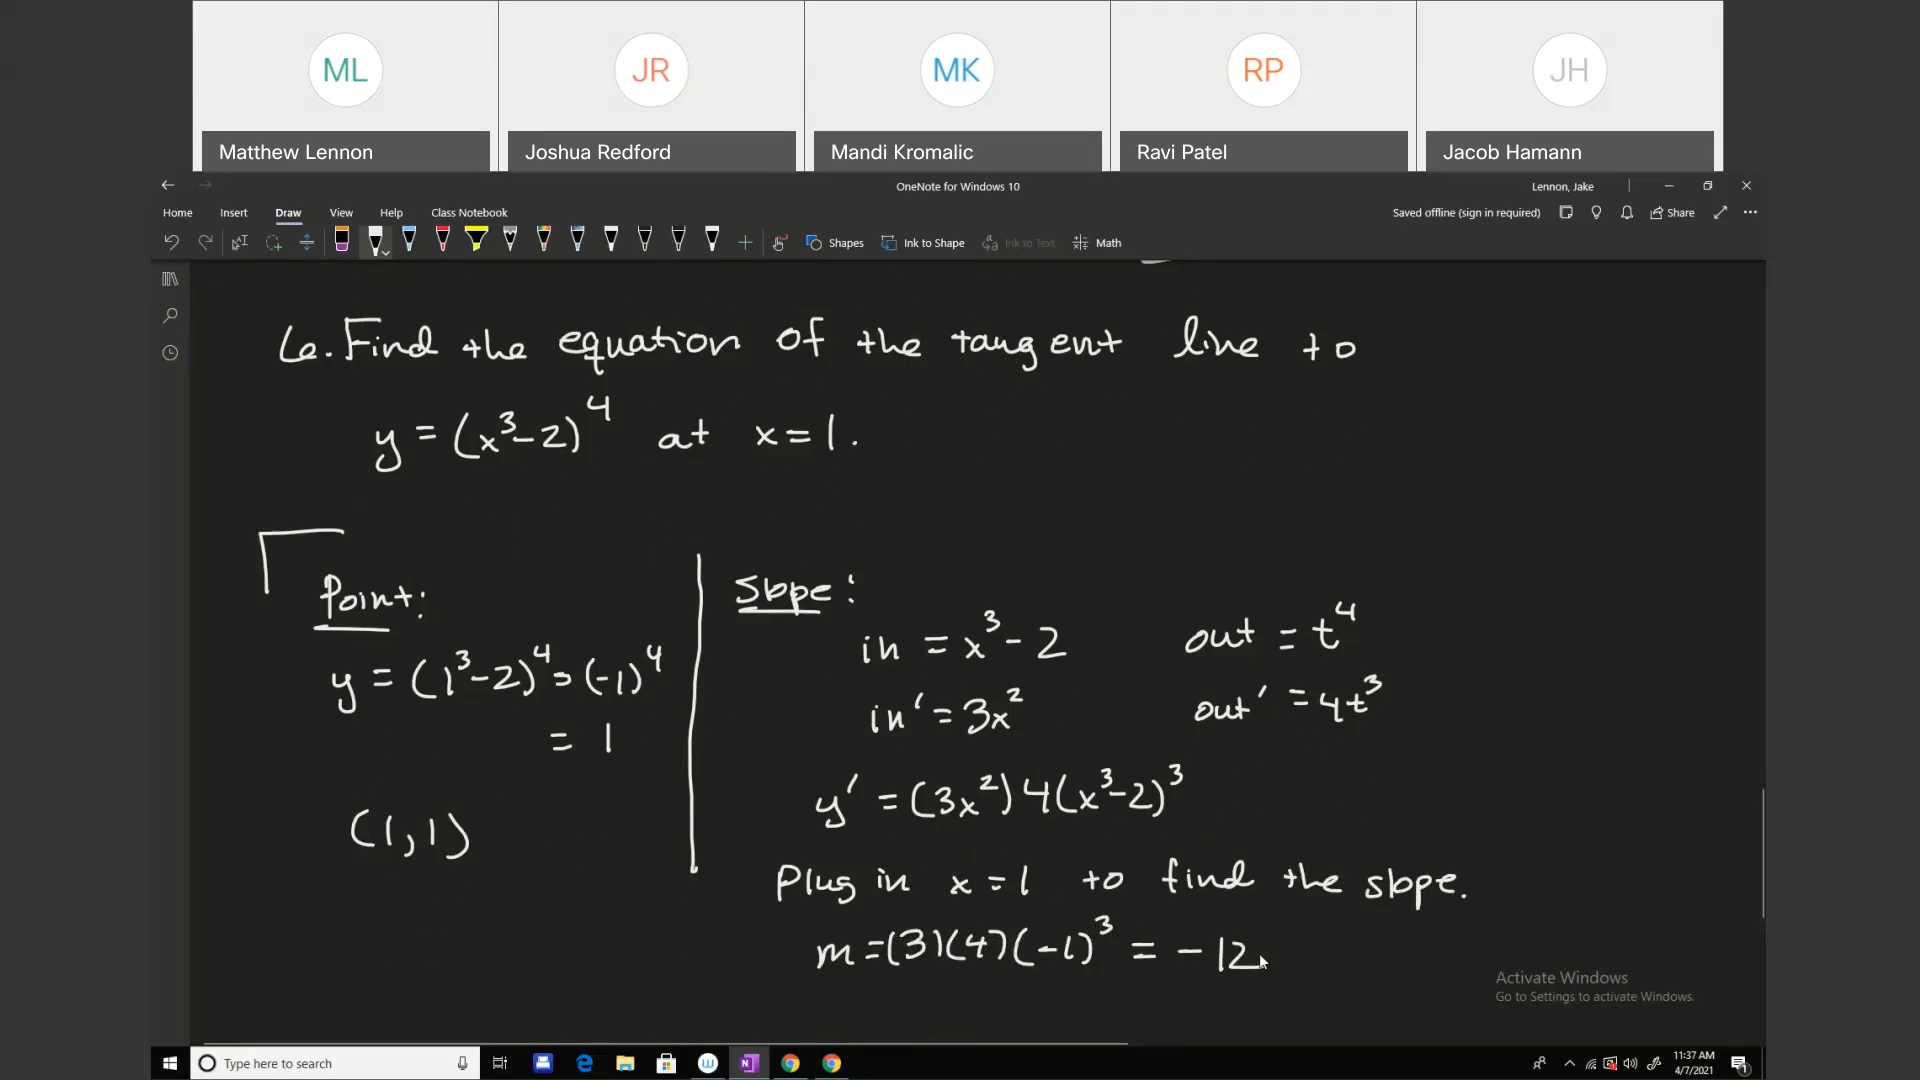 ML JR MK RP JH
Matthew Lennon Joshua Redford Mandi Kromalic Ravi Patel Jacob Hamann
OneNote for Windows 10 Lennon, Jake
Home Insert Draw View Help Class Notebook Saved offline (sign in required) Share
Shapes Ink to Shape Ink to Text Math
6. Find the equation of the tangent line to
y = (x³-2)⁴ at x = 1.
Point:
y = (1³-2)⁴ = (-1)⁴
= 1
(1,1)
Slope:
in = x³ - 2 out = t⁴
in' = 3x² out' = 4t³
y' = (3x²) 4(x³-2)³
Plug in x = 1 to find the slope.
m = (3)(4)(-1)³ = -12
Activate Windows
Go to Settings to activate Windows.
Type here to search
11:37 AM
4/7/2021